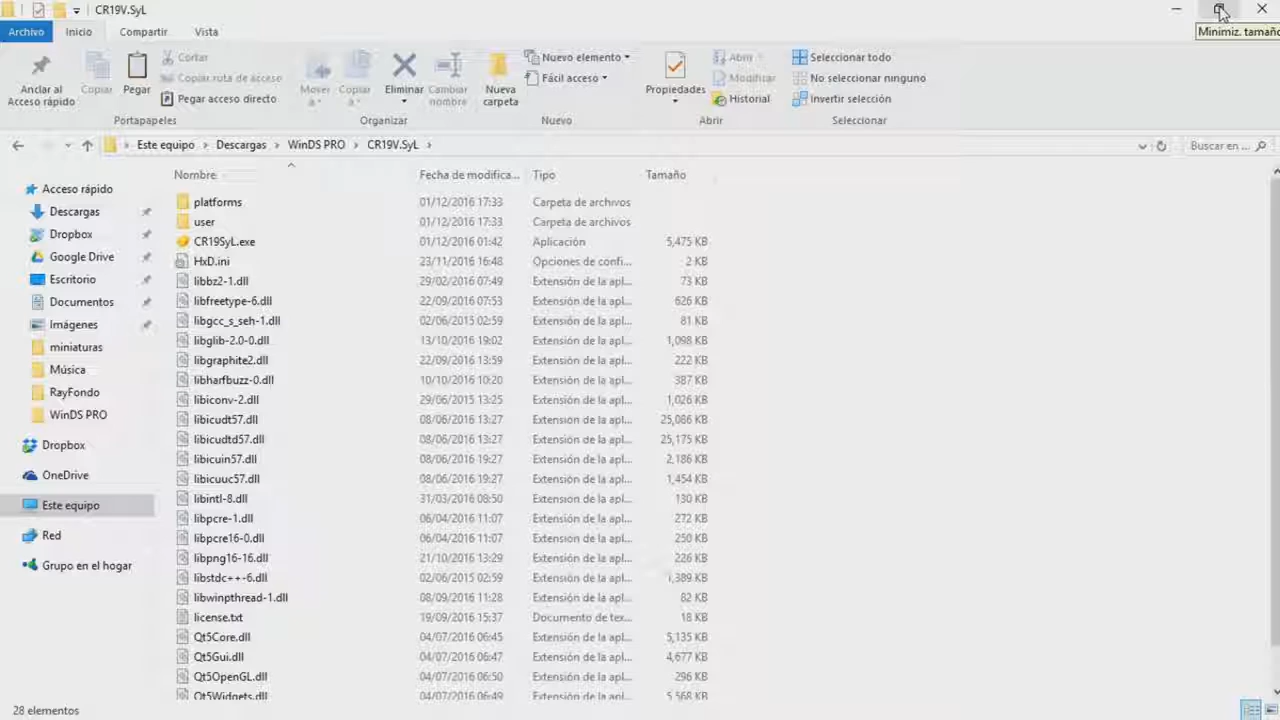 CR19V.SyL
Minimiz. tamaño
Archivo Inicio Compartir Vista
Anclar al Acceso rápido
Copiar
Pegar
Cortar
Copiar ruta de acceso
Pegar acceso directo
Portapapeles
Mover a
Copiar a
Eliminar
Cambiar nombre
Organizar
Nueva carpeta
Nuevo elemento
Fácil acceso
Nuevo
Propiedades
Abrir
Modificar
Historial
Abrir
Seleccionar todo
No seleccionar ninguno
Invertir selección
Seleccionar
Este equipo > Descargas > WinDS PRO > CR19V.SyL >
Buscar en ...
Acceso rápido
Descargas
Dropbox
Google Drive
Escritorio
Documentos
Imágenes
miniaturas
Música
RayFondo
WinDS PRO
Dropbox
OneDrive
Este equipo
Red
Grupo en el hogar
Nombre Fecha de modifica... Tipo Tamaño
platforms 01/12/2016 17:33 Carpeta de archivos
user 01/12/2016 17:33 Carpeta de archivos
CR19SyL.exe 01/12/2016 01:42 Aplicación 5,475 KB
HxD.ini 23/11/2016 16:48 Opciones de confi... 2 KB
libbz2-1.dll 29/02/2016 07:49 Extensión de la apl... 73 KB
libfreetype-6.dll 22/09/2016 07:53 Extensión de la apl... 626 KB
libgcc_s_seh-1.dll 02/06/2015 02:59 Extensión de la apl... 81 KB
libglib-2.0-0.dll 13/10/2016 19:02 Extensión de la apl... 1,098 KB
libgraphite2.dll 22/09/2016 13:59 Extensión de la apl... 222 KB
libharfbuzz-0.dll 10/10/2016 10:20 Extensión de la apl... 387 KB
libiconv-2.dll 29/06/2015 13:25 Extensión de la apl... 1,026 KB
libicudt57.dll 08/06/2016 13:27 Extensión de la apl... 25,086 KB
libicudtd57.dll 08/06/2016 13:27 Extensión de la apl... 25,175 KB
libicuin57.dll 08/06/2016 19:27 Extensión de la apl... 2,186 KB
libicuuc57.dll 08/06/2016 19:27 Extensión de la apl... 1,454 KB
libintl-8.dll 31/03/2016 08:50 Extensión de la apl... 130 KB
libpcre-1.dll 06/04/2016 11:07 Extensión de la apl... 272 KB
libpcre16-0.dll 06/04/2016 11:07 Extensión de la apl... 250 KB
libpng16-16.dll 21/10/2016 13:29 Extensión de la apl... 226 KB
libstdc++-6.dll 02/06/2015 02:59 Extensión de la apl... 1,389 KB
libwinpthread-1.dll 08/09/2016 11:28 Extensión de la apl... 82 KB
license.txt 19/09/2016 15:37 Documento de tex... 18 KB
Qt5Core.dll 04/07/2016 06:45 Extensión de la apl... 5,135 KB
Qt5Gui.dll 04/07/2016 06:47 Extensión de la apl... 4,677 KB
Qt5OpenGL.dll 04/07/2016 06:50 Extensión de la apl... 296 KB
Qt5Widgets.dll 04/07/2016 06:49 Extensión de la apl... 5,568 KB
28 elementos